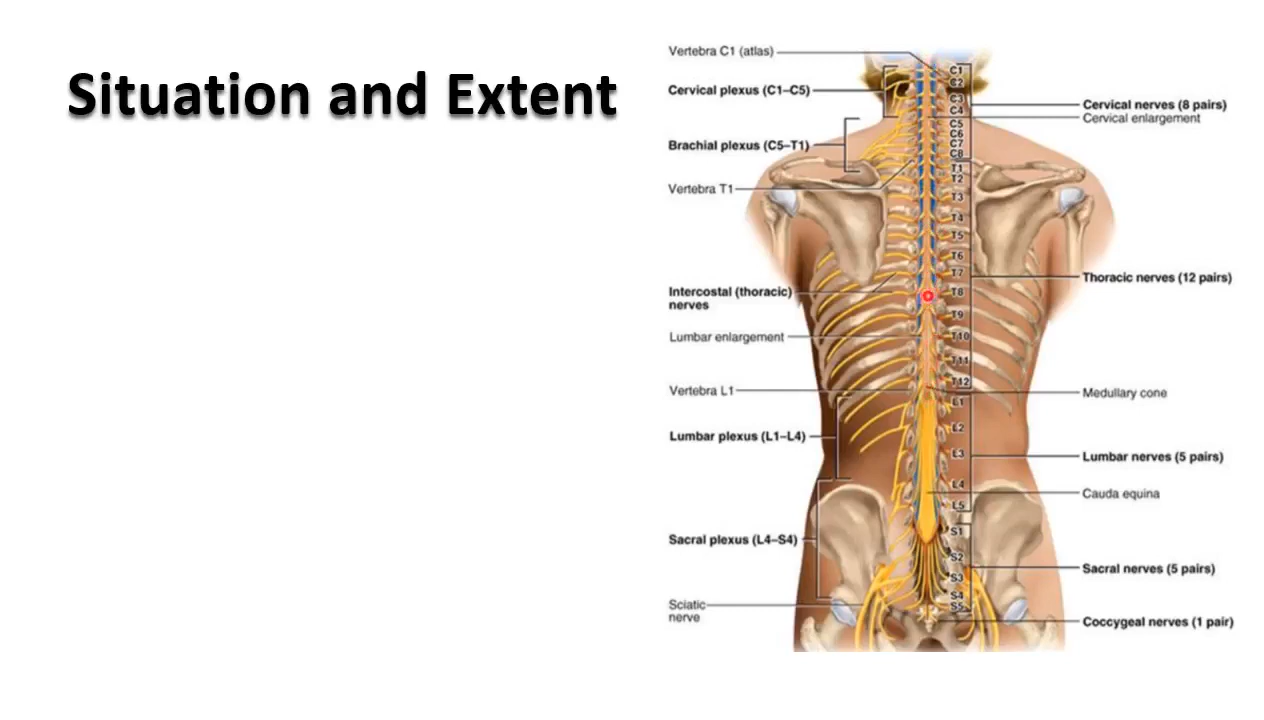 Situation and Extent
Vertebra C1 (atlas)
Cervical plexus (C1–C5)
Brachial plexus (C5–T1)
Vertebra T1
Intercostal (thoracic)
nerves
Lumbar enlargement
Vertebra L1
Lumbar plexus (L1–L4)
Sacral plexus (L4–S4)
Sciatic
nerve
C1
C2
C3
C4
C5
C6
C7
C8
T1
T2
T3
T4
T5
T6
T7
T8
T9
T10
T11
T12
L1
L2
L3
L4
L5
S1
S2
S3
S4
S5
Cervical nerves (8 pairs)
Cervical enlargement
Thoracic nerves (12 pairs)
Medullary cone
Lumbar nerves (5 pairs)
Cauda equina
Sacral nerves (5 pairs)
Coccygeal nerves (1 pair)